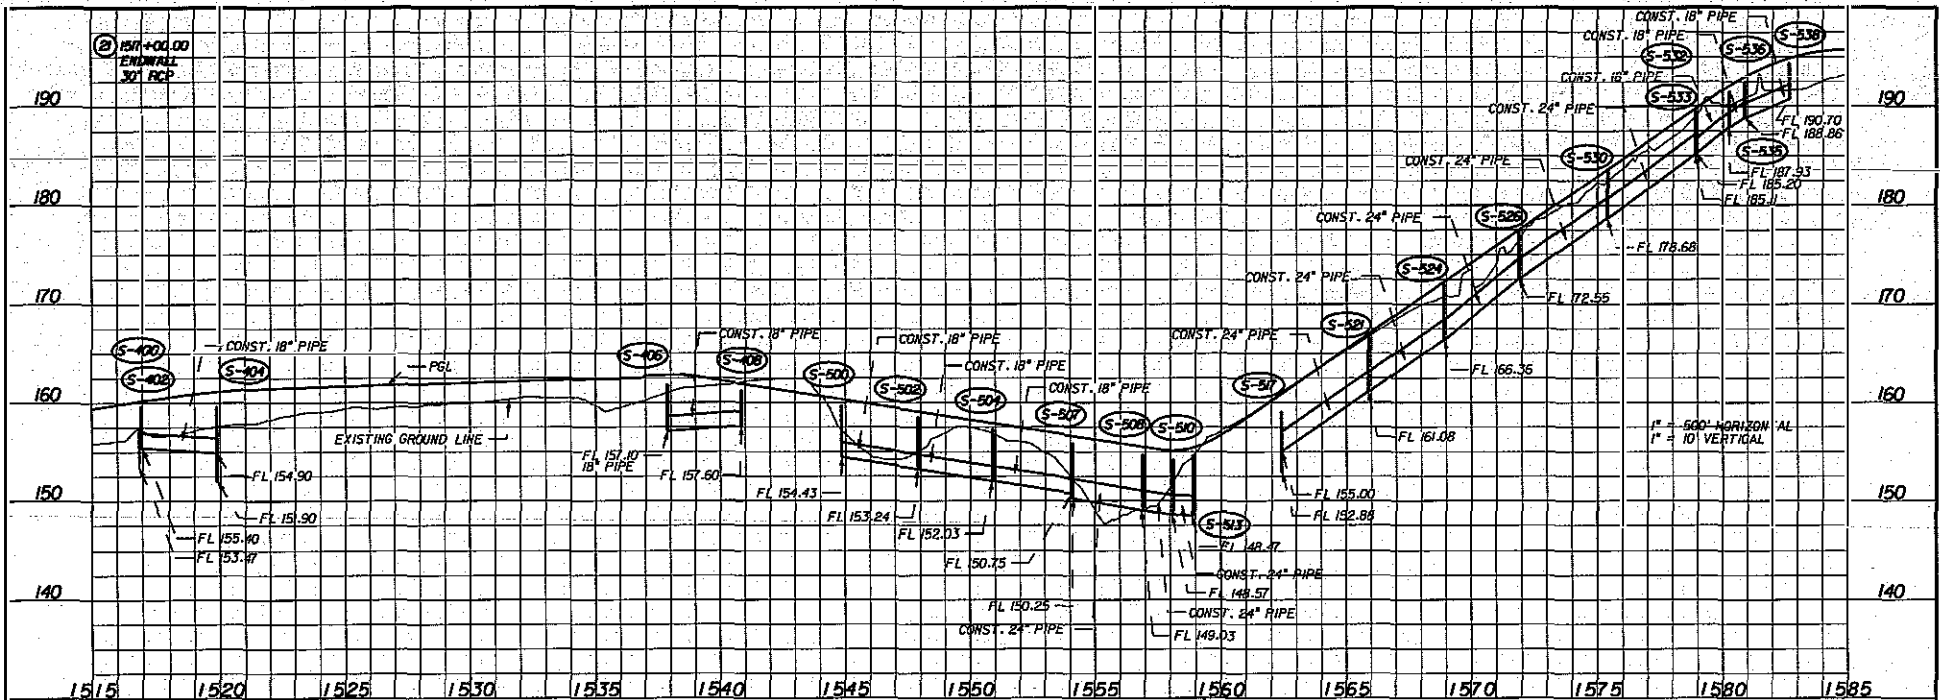 21 1517+00.00
ENDWALL
30" RCP
CONST. 18" PIPE
S-538
CONST. 18" PIPE
S-536
S-532
CONST. 18" PIPE
S-533
190
190
CONST. 24" PIPE
FL 190.70
FL 188.86
S-535
CONST. 24" PIPE
S-530
FL 187.93
FL 185.20
FL 185.11
180
180
CONST. 24" PIPE
S-526
FL 178.68
S-524
CONST. 24" PIPE
FL 172.55
170
170
S-521
CONST. 24" PIPE
FL 166.35
S-400
CONST. 18" PIPE
S-402
S-404
PGL
S-406
CONST. 18" PIPE
S-408
CONST. 18" PIPE
S-500
CONST. 18" PIPE
S-502
S-504
CONST. 18" PIPE
S-507
S-508
S-510
S-517
160
160
FL 161.08
EXISTING GROUND LINE
1" = 500' HORIZONTAL
1" = 10' VERTICAL
FL 157.10
18" PIPE
FL 157.60
FL 154.90
FL 151.90
FL 155.40
FL 153.47
FL 154.43
FL 153.24
FL 152.03
FL 150.75
FL 155.00
150
150
S-513
FL 148.47
CONST. 24" PIPE
FL 148.57
140
140
FL 150.25
CONST. 24" PIPE
CONST. 24" PIPE
FL 149.03
1515 1520 1525 1530 1535 1540 1545 1550 1555 1560 1565 1570 1575 1580 1585